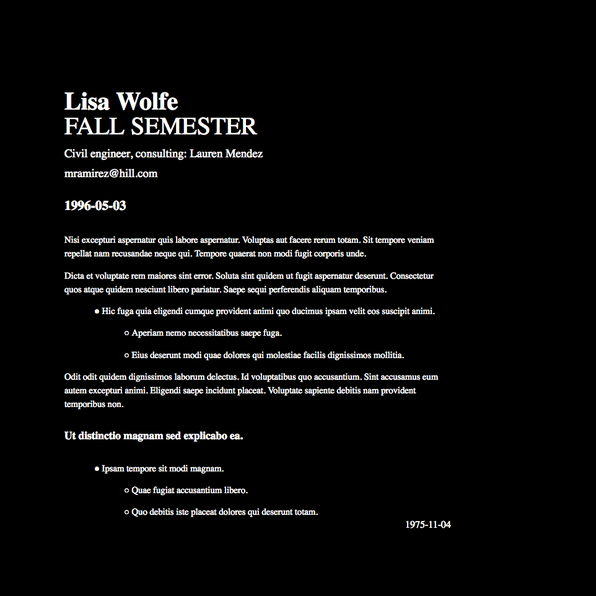 Lisa Wolfe
FALL SEMESTER
Civil engineer, consulting: Lauren Mendez
mramirez@hill.com
1996-05-03
Nisi excepturi aspernatur quis labore aspernatur. Voluptas aut facere rerum totam. Sit tempore veniam
repellat nam recusandae neque qui. Tempore quaerat non modi fugit corporis unde.
Dicta et voluptate rem maiores sint error. Soluta sint quidem ut fugit aspernatur deserunt. Consectetur
quos atque quidem nesciunt libero pariatur. Saepe sequi perferendis aliquam temporibus.
• Hic fuga quia eligendi cumque provident animi quo ducimus ipsam velit eos suscipit animi.
○ Aperiam nemo necessitatibus saepe fuga.
○ Eius deserunt modi quae dolores qui molestiae facilis dignissimos mollitia.
Odit odit quidem dignissimos laborum delectus. Id voluptatibus quo accusantium. Sint accusamus eum
autem excepturi animi. Eligendi saepe incidunt placeat. Voluptate sapiente debitis nam provident
temporibus non.
Ut distinctio magnam sed explicabo ea.
• Ipsam tempore sit modi magnam.
○ Quae fugiat accusantium libero.
○ Quo debitis iste placeat dolores qui deserunt totam.
1975-11-04